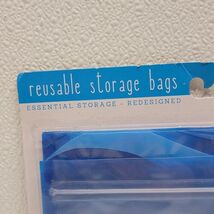 reusable storage bags
ESSENTIAL STORAGE - REDESIGNED